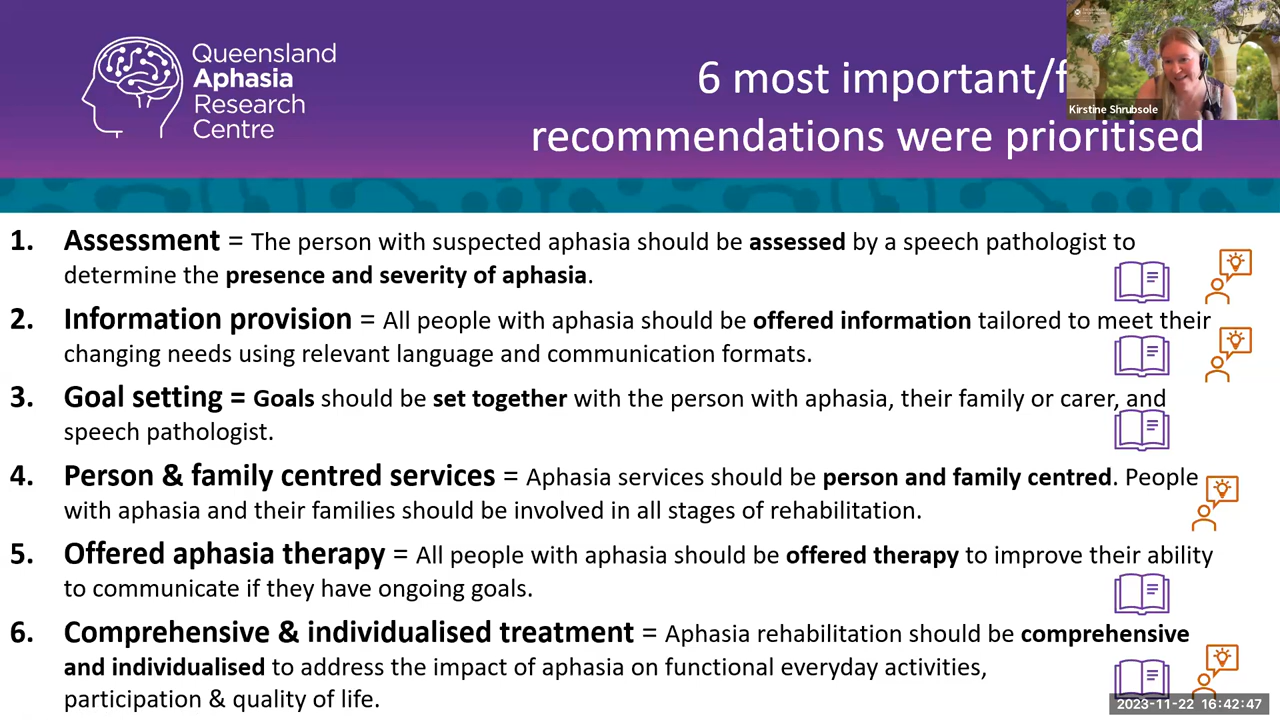 Queensland
Aphasia
Research
Centre
6 most important/f
recommendations were prioritised
Kirstine Shrubsole
1. Assessment = The person with suspected aphasia should be assessed by a speech pathologist to
determine the presence and severity of aphasia.
2. Information provision = All people with aphasia should be offered information tailored to meet their
changing needs using relevant language and communication formats.
3. Goal setting = Goals should be set together with the person with aphasia, their family or carer, and
speech pathologist.
4. Person & family centred services = Aphasia services should be person and family centred. People
with aphasia and their families should be involved in all stages of rehabilitation.
5. Offered aphasia therapy = All people with aphasia should be offered therapy to improve their ability
to communicate if they have ongoing goals.
6. Comprehensive & individualised treatment = Aphasia rehabilitation should be comprehensive
and individualised to address the impact of aphasia on functional everyday activities,
participation & quality of life.
2023-11-22 16:42:47